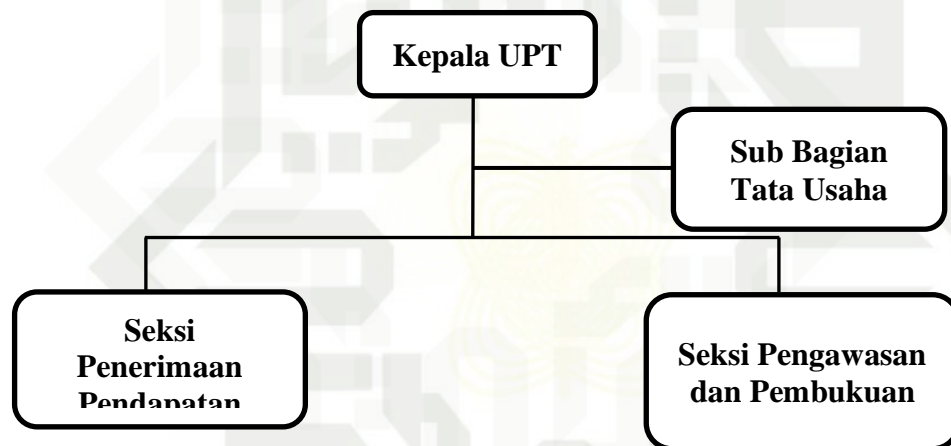 Kepala UPT
Sub Bagian
Tata Usaha
Seksi
Penerimaan
Pendapatan
Seksi Pengawasan
dan Pembukuan